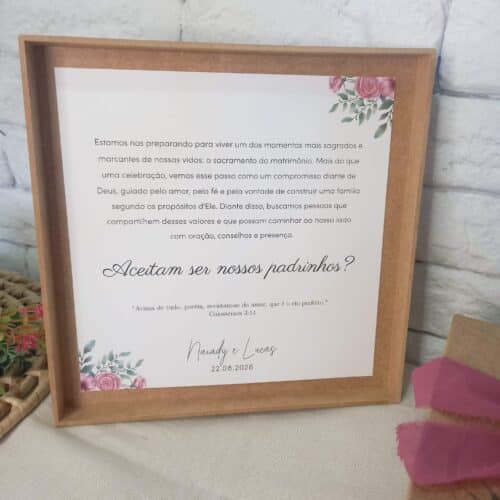 Estamos nos preparando para viver um dos momentos mais sagrados e
marcantes de nossas vidas: o sacramento do matrimônio. Mais do que
uma celebração, vemos esse passo como um compromisso diante de
Deus, guiado pelo amor, pela fé e pela vontade de construir uma família
segundo os propósitos d'Ele. Diante disso, buscamos pessoas que
compartilhem desses valores e que possam caminhar ao nosso lado
com oração, conselhos e presença.
Aceitam ser nossos padrinhos?
"Acima de tudo, porém, revistam-se do amor, que é o elo perfeito."
Colossenses 3:14
Naiady e Lucas
22.08.2026